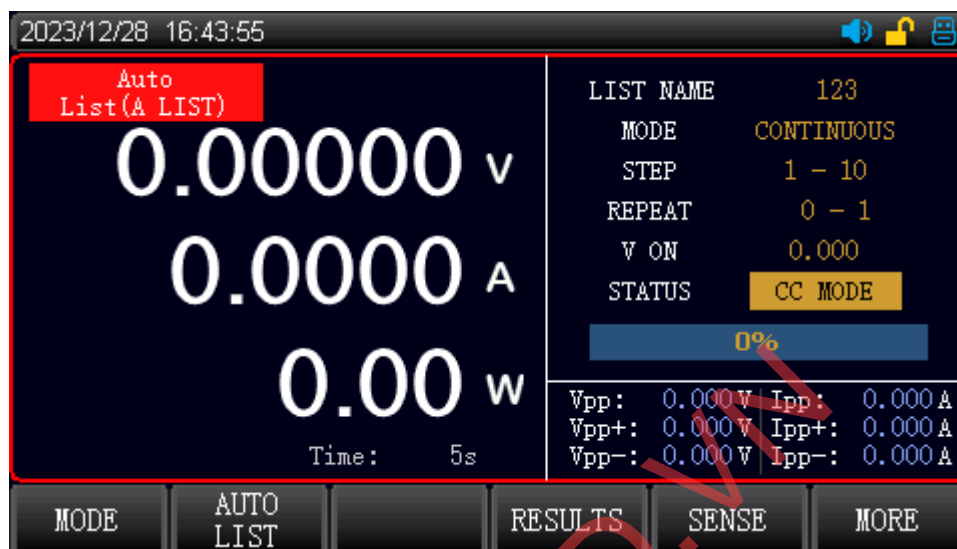 2023/12/28 16:43:55
Auto
List(A LIST)
0.00000 V
0.0000 A
0.00 W
Time: 5s
LIST NAME 123
MODE CONTINUOUS
STEP 1 - 10
REPEAT 0 - 1
V ON 0.000
STATUS CC MODE
0%
Vpp: 0.000 V Ipp: 0.000 A
Vpp+: 0.000 V Ipp+: 0.000 A
Vpp-: 0.000 V Ipp-: 0.000 A
MODE
AUTO
LIST
RESULTS
SENSE
MORE